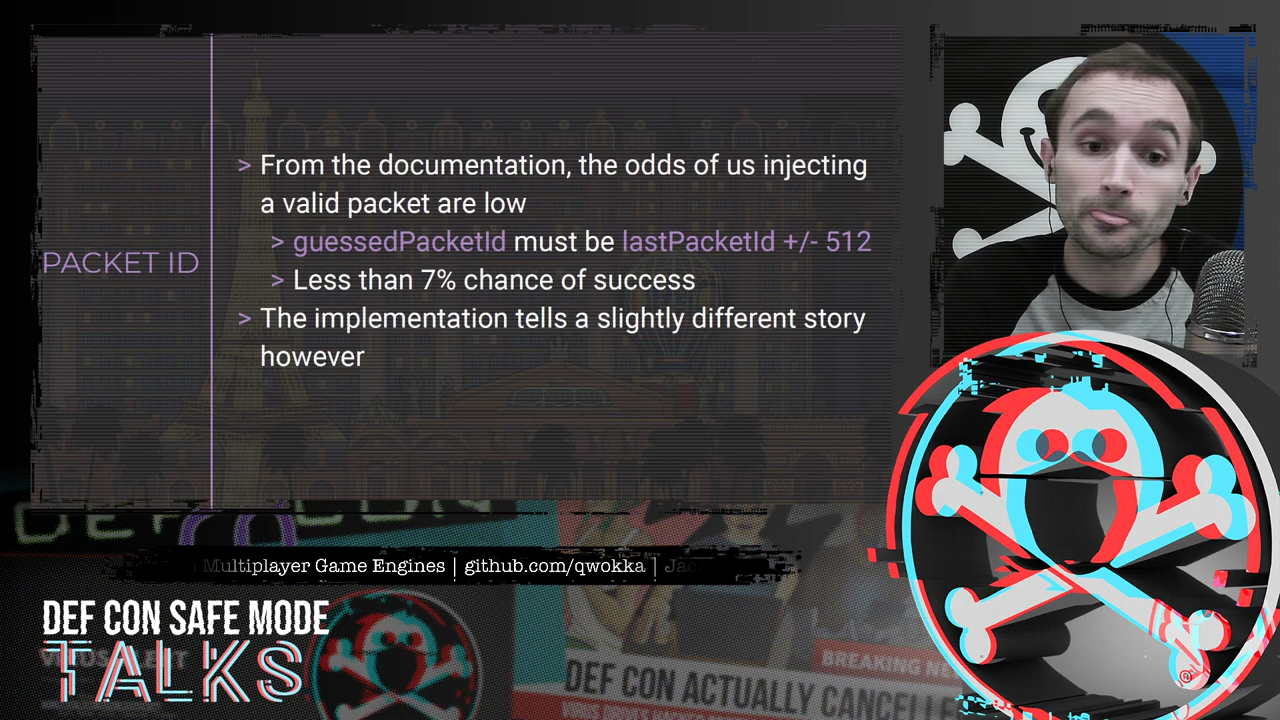 PACKET ID
> From the documentation, the odds of us injecting
a valid packet are low
> guessedPacketId must be lastPacketId +/- 512
> Less than 7% chance of success
> The implementation tells a slightly different story
however
DEF CON
Multiplayer Game Engines | github.com/qwokka |
DEF CON SAFE MODE
TALKS
BREAKING
DEF CON ACTUALLY